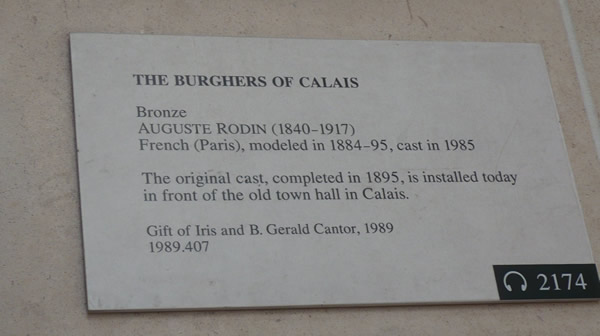 THE BURGHERS OF CALAIS
Bronze
AUGUSTE RODIN (1840–1917)
French (Paris), modeled in 1884–95, cast in 1985
The original cast, completed in 1895, is installed today
in front of the old town hall in Calais.
Gift of Iris and B. Gerald Cantor, 1989
1989.407
2174